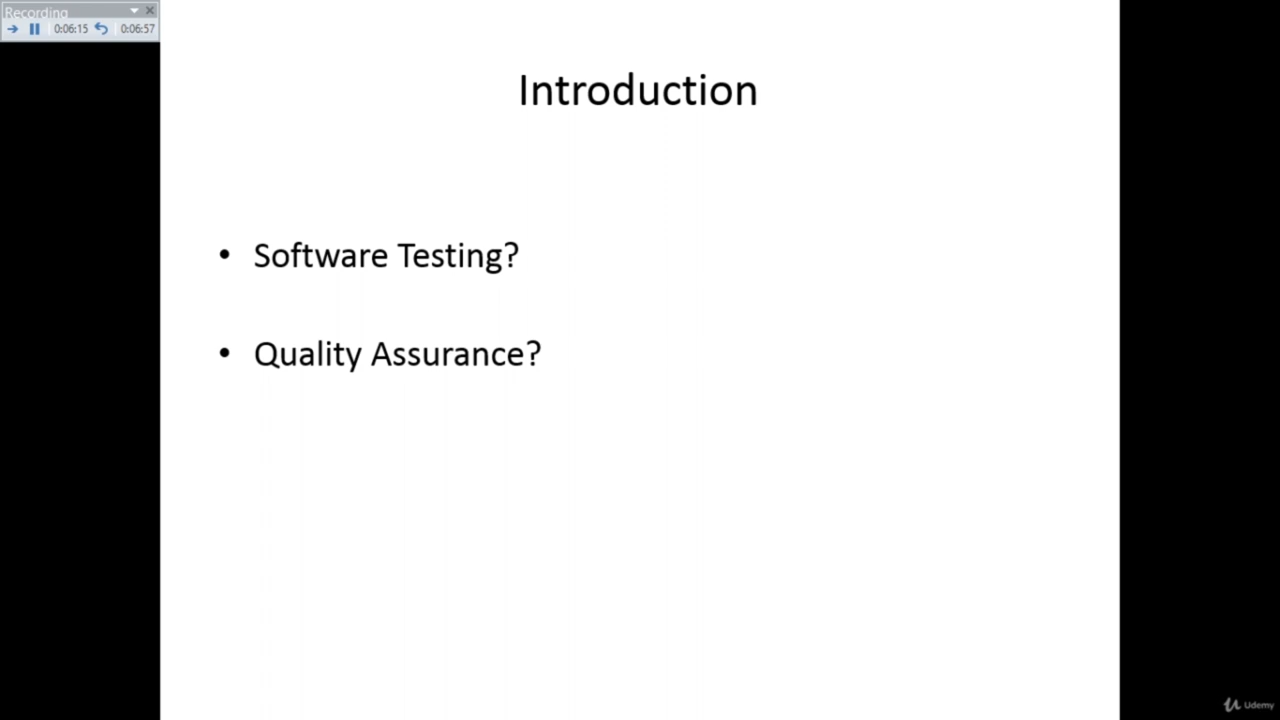 Recording
0:06:15 0:06:57
Introduction
• Software Testing?
• Quality Assurance?
Udemy